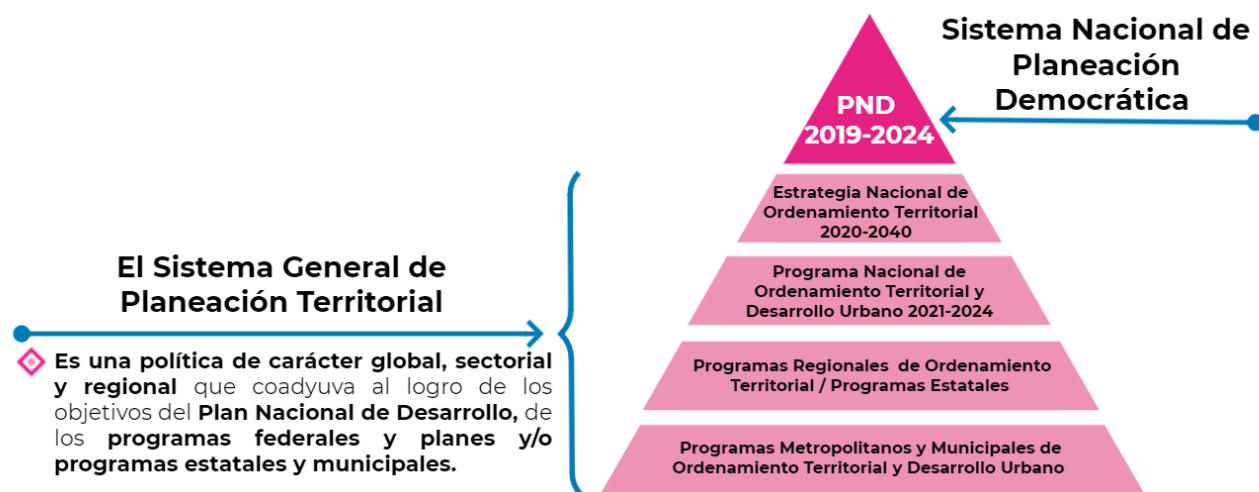 Sistema Nacional de
Planeación
Democrática
PND
2019-2024
Estrategia Nacional de
Ordenamiento Territorial
2020-2040
Programa Nacional de
Ordenamiento Territorial y
Desarrollo Urbano 2021-2024
Programas Regionales de Ordenamiento
Territorial / Programas Estatales
Programas Metropolitanos y Municipales de
Ordenamiento Territorial y Desarrollo Urbano
El Sistema General de
Planeación Territorial
Es una política de carácter global, sectorial
y regional que coadyuva al logro de los
objetivos del Plan Nacional de Desarrollo, de
los programas federales y planes y/o
programas estatales y municipales.